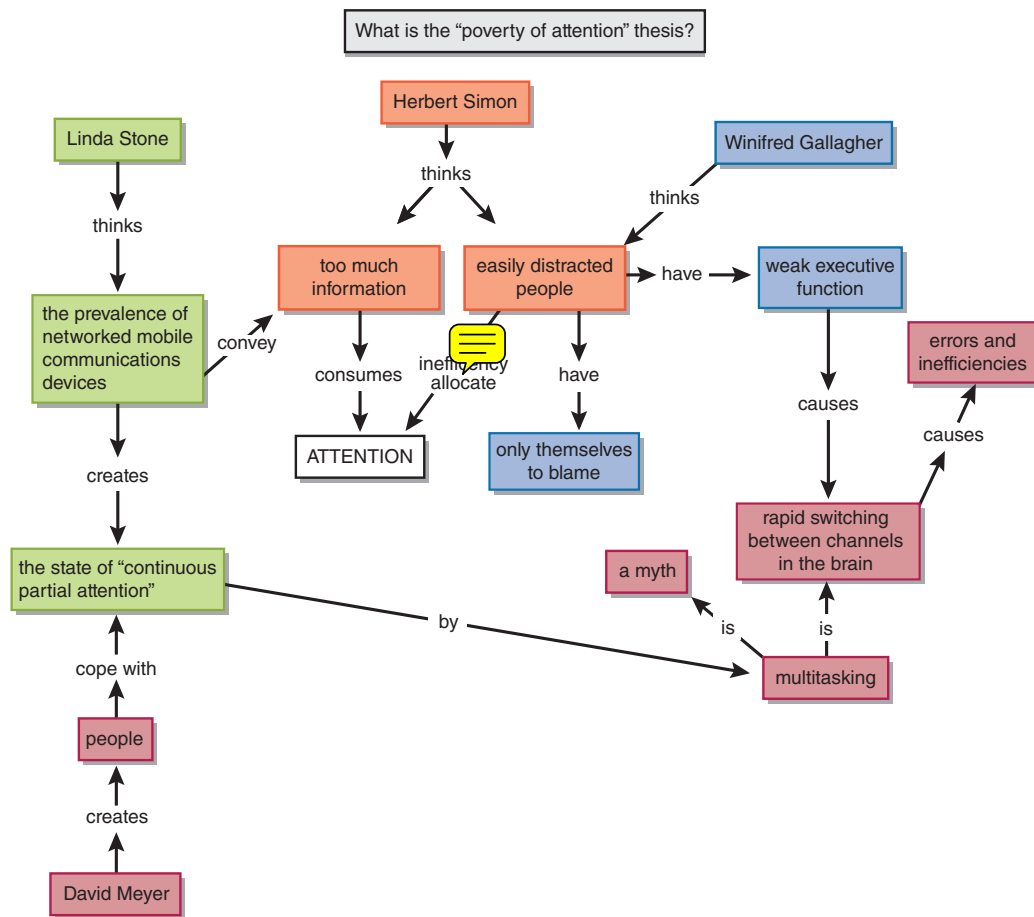 What is the “poverty of attention” thesis?
Herbert Simon
Linda Stone
Winifred Gallagher
thinks
thinks
thinks
too much
information
easily distracted
people
have
weak executive
function
the prevalence of
networked mobile
communications
devices
convey
consumes
allocate
have
errors and
inefficiencies
causes
causes
ATTENTION
only themselves
to blame
creates
rapid switching
between channels
in the brain
the state of “continuous
partial attention”
a myth
by
is
is
cope with
multitasking
people
creates
David Meyer